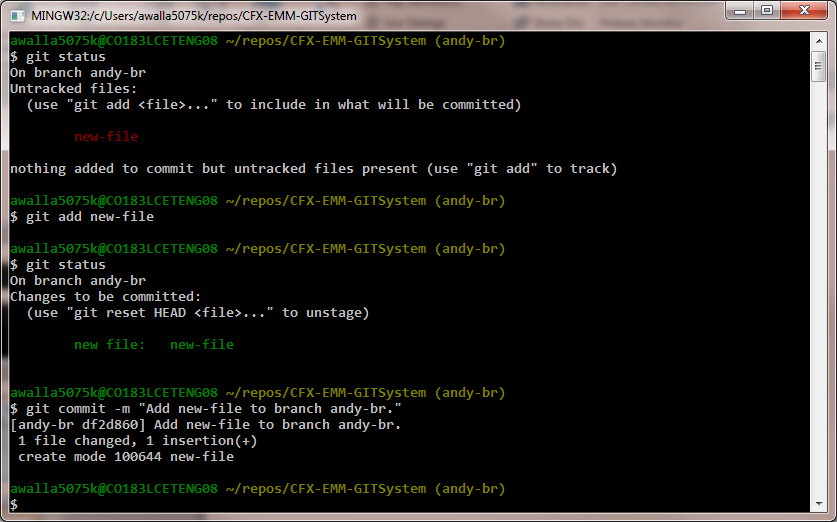 MINGW32:/c/Users/awalla5075k/repos/CFX-EMM-GITSystem
awalla5075k@CO183LCETENG08 ~/repos/CFX-EMM-GITSystem (andy-br)
$ git status
On branch andy-br
Untracked files:
  (use "git add <file>..." to include in what will be committed)
        new-file
nothing added to commit but untracked files present (use "git add" to track)
awalla5075k@CO183LCETENG08 ~/repos/CFX-EMM-GITSystem (andy-br)
$ git add new-file
awalla5075k@CO183LCETENG08 ~/repos/CFX-EMM-GITSystem (andy-br)
$ git status
On branch andy-br
Changes to be committed:
  (use "git reset HEAD <file>..." to unstage)
        new file:   new-file
awalla5075k@CO183LCETENG08 ~/repos/CFX-EMM-GITSystem (andy-br)
$ git commit -m "Add new-file to branch andy-br."
[andy-br df2d860] Add new-file to branch andy-br.
 1 file changed, 1 insertion(+)
 create mode 100644 new-file
awalla5075k@CO183LCETENG08 ~/repos/CFX-EMM-GITSystem (andy-br)
$